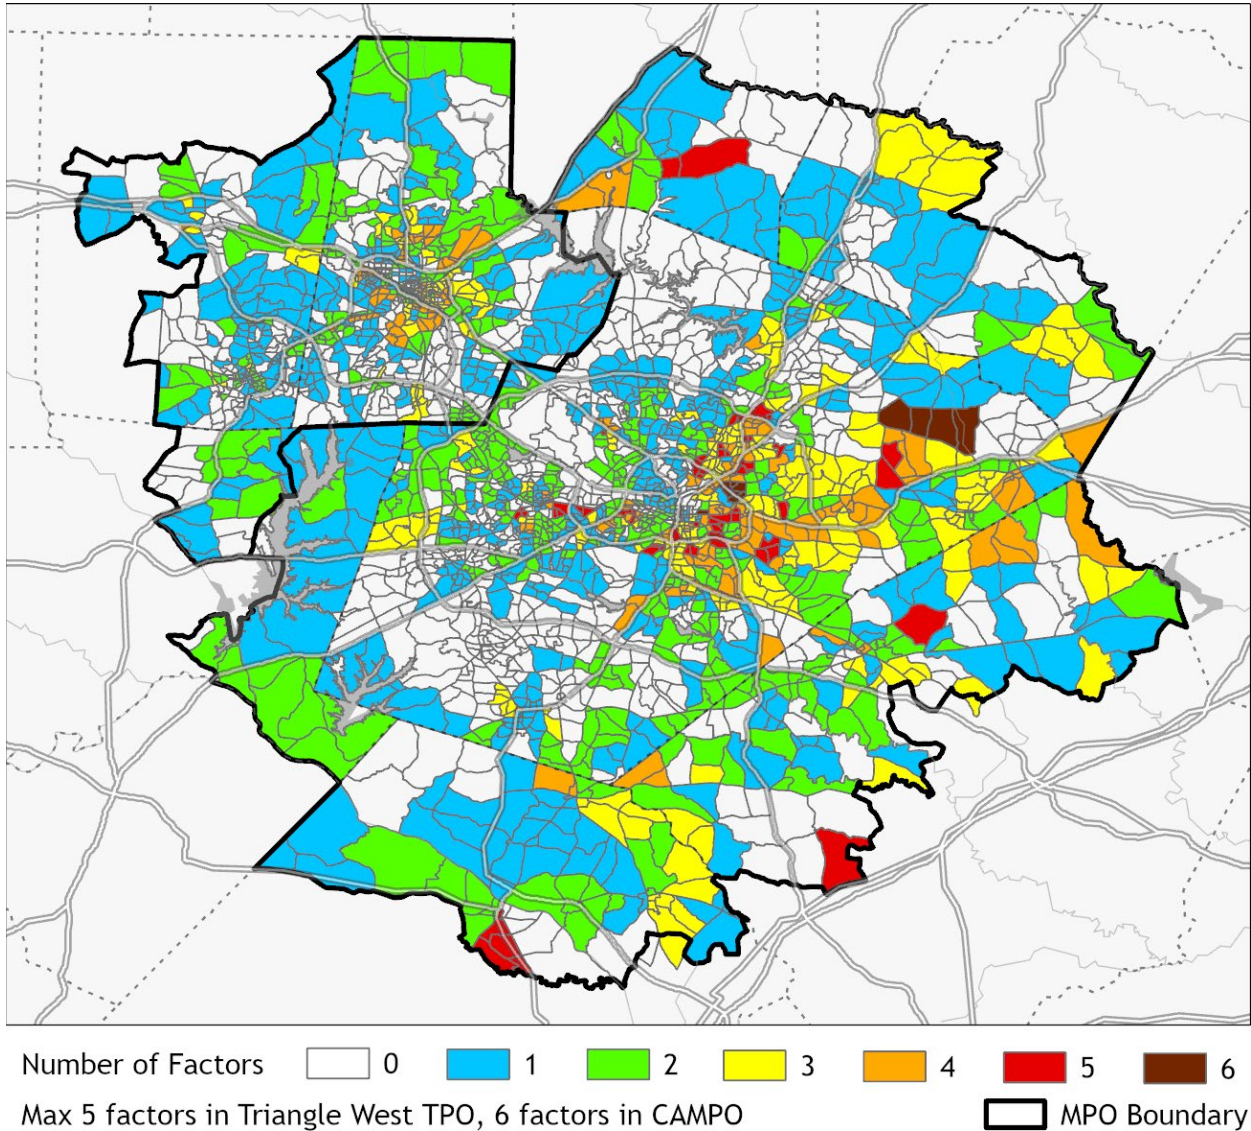 Number of Factors 0 1 2 3 4 5 6
Max 5 factors in Triangle West TPO, 6 factors in CAMPO MPO Boundary